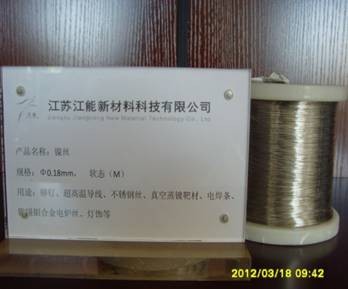 江苏江能新材料科技有限公司
Jiangsu Jiangneng New Material Technology Co., Ltd
产品名称：镍丝
规格：Φ0.18mm， 软态（M）
用途：铆钉、超高温导线、不锈钢丝、真空蒸镀靶材、电焊条、
铝合金电炉丝、灯饰等
2012/03/18 09:42